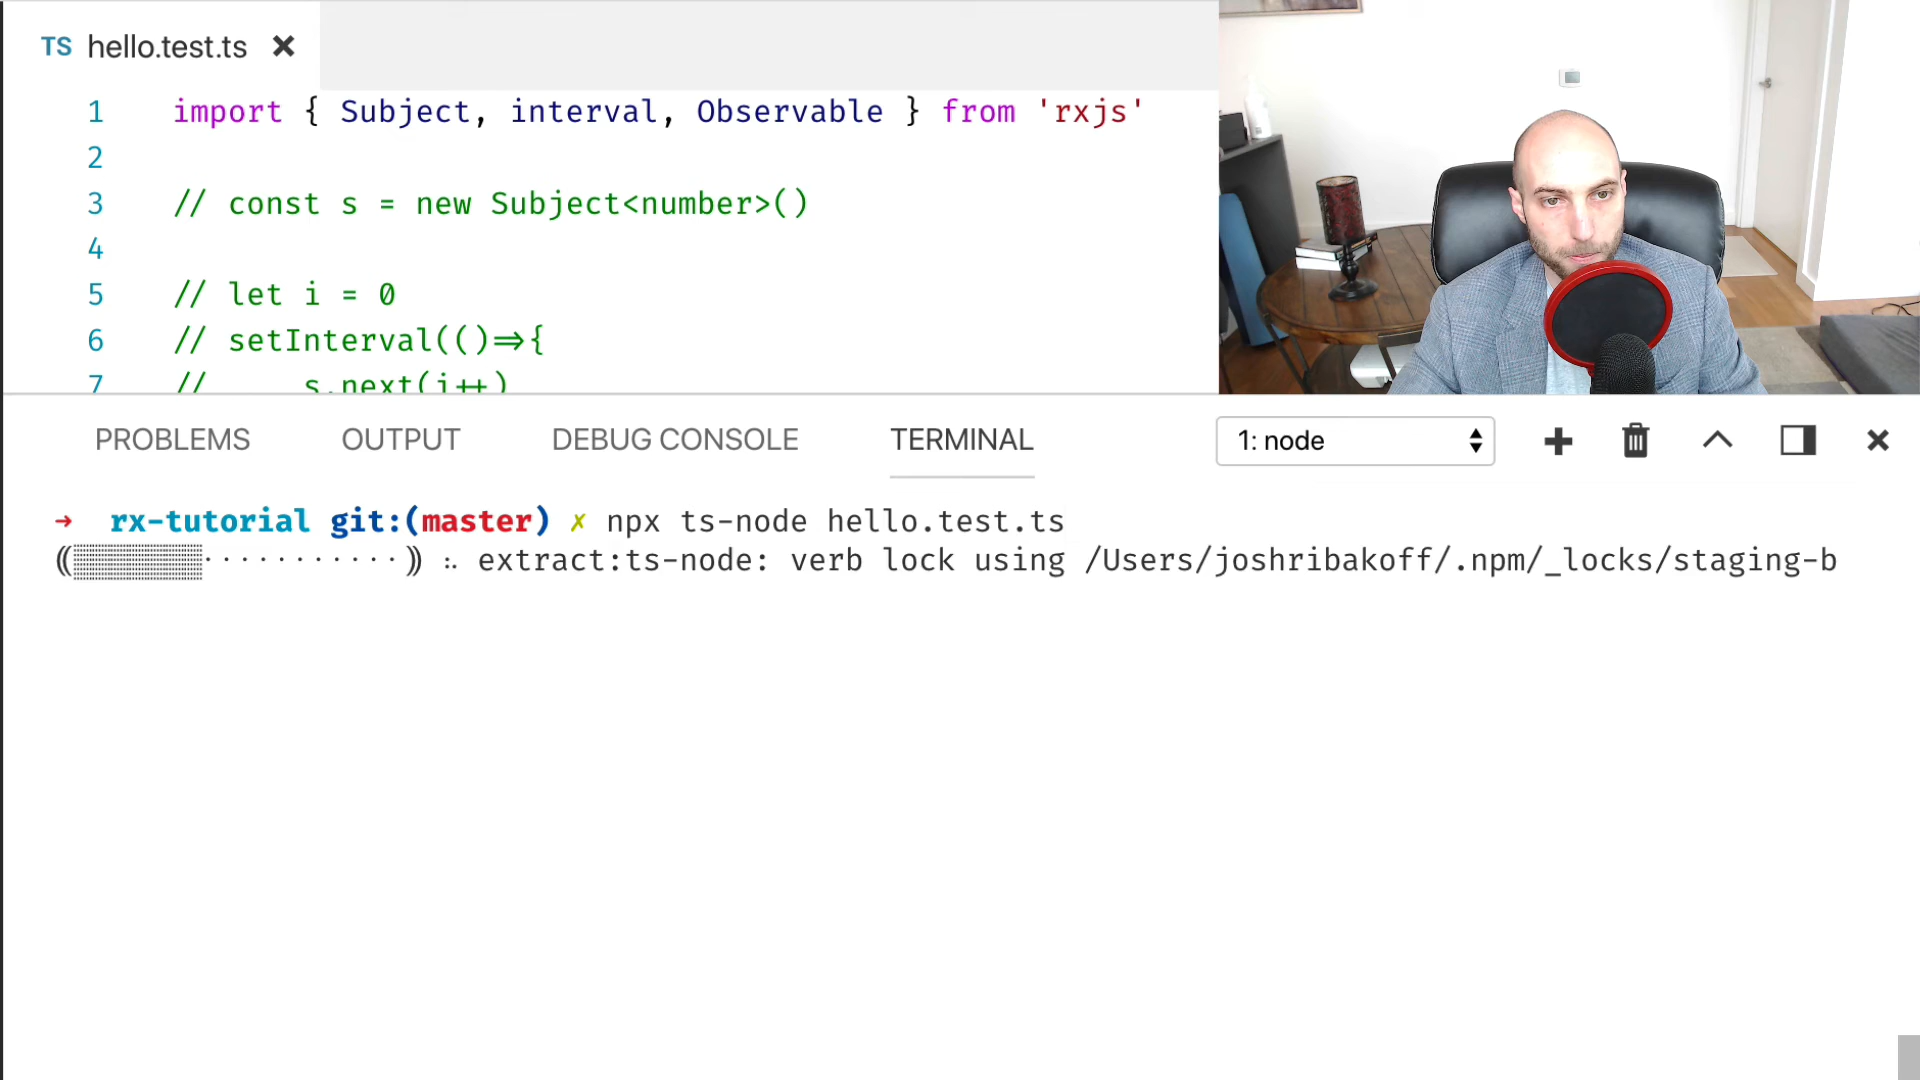 TS hello.test.ts ✕
1 import { Subject, interval, Observable } from 'rxjs'
2
3 // const s = new Subject<number>()
4
5 // let i = 0
6 // setInterval(()=>{
7 // s.next(i++)
PROBLEMS OUTPUT DEBUG CONSOLE TERMINAL 1: node
➜ rx-tutorial git:(master) ✗ npx ts-node hello.test.ts
((▒▒▒▒▒▒▒···········)) ⠦ extract:ts-node: verb lock using /Users/joshribakoff/.npm/_locks/staging-b